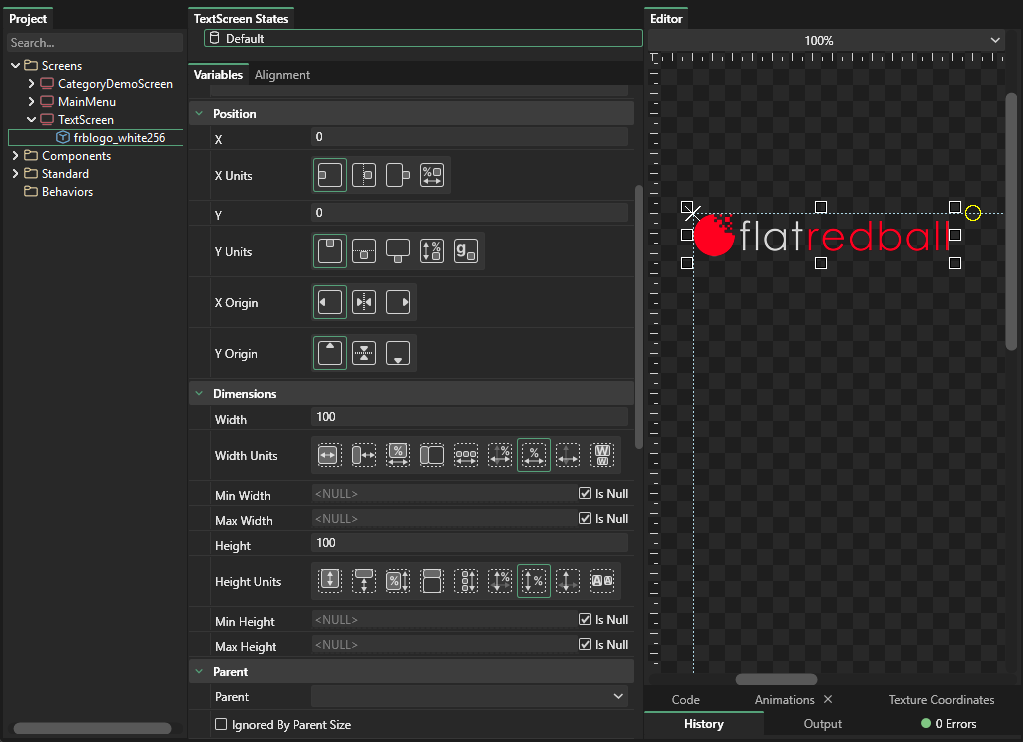 Project
Search...
Screens
CategoryDemoScreen
MainMenu
TextScreen
frblogo_white256
Components
Standard
Behaviors
TextScreen States
Default
Variables
Alignment
Position
X
0
X Units
%
Y
0
Y Units
%
g
X Origin
Y Origin
Dimensions
Width
100
Width Units
%
%
%
W
W
Min Width
<NULL>
Is Null
Max Width
<NULL>
Is Null
Height
100
Height Units
%
%
%
A
A
Min Height
<NULL>
Is Null
Max Height
<NULL>
Is Null
Parent
Parent
Ignored By Parent Size
Editor
100%
flatredball
Code
Animations
Texture Coordinates
History
Output
0 Errors